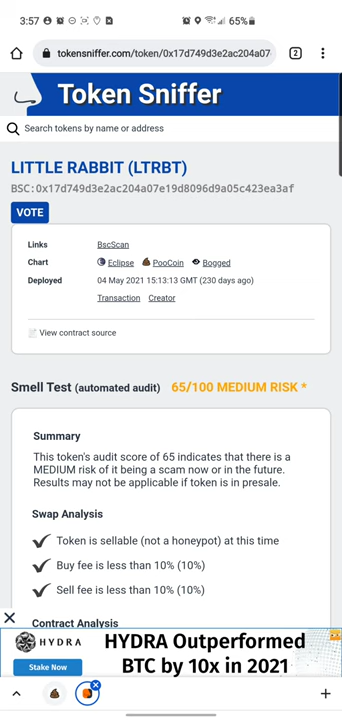 3:57
65%
tokensniffer.com/token/0x17d749d3e2ac204a07
2
Token Sniffer
Search tokens by name or address
LITTLE RABBIT (LTRBT)
BSC:0x17d749d3e2ac204a07e19d8096d9a05c423ea3af
VOTE
Links BscScan
Chart Eclipse PooCoin Bogged
Deployed 04 May 2021 15:13:13 GMT (230 days ago)
Transaction Creator
View contract source
Smell Test (automated audit) 65/100 MEDIUM RISK *
Summary
This token's audit score of 65 indicates that there is a
MEDIUM risk of it being a scam now or in the future.
Results may not be applicable if token is in presale.
Swap Analysis
Token is sellable (not a honeypot) at this time
Buy fee is less than 10% (10%)
Sell fee is less than 10% (10%)
Contract Analysis
HYDRA
Stake Now
HYDRA Outperformed
BTC by 10x in 2021